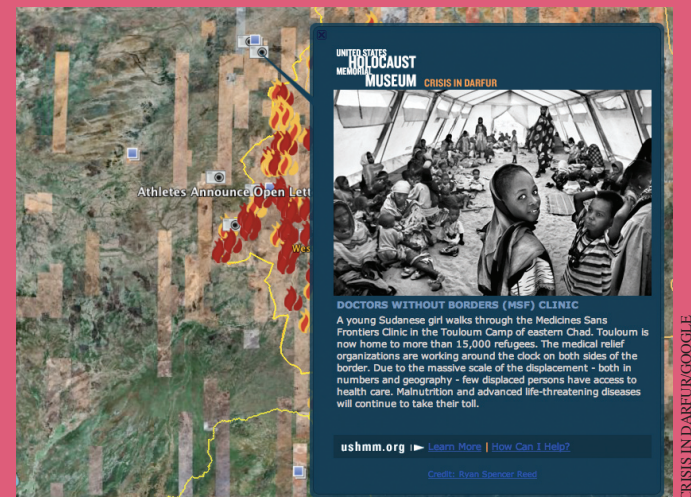 UNITED STATES
HOLOCAUST
MEMORIAL
MUSEUM CRISIS IN DARFUR
Athletes Announce Open Lett
Wes
DOCTORS WITHOUT BORDERS (MSF) CLINIC
A young Sudanese girl walks through the Medicines Sans
Frontiers Clinic in the Touloum Camp of eastern Chad. Touloum is
now home to more than 15,000 refugees. The medical relief
organizations are working around the clock on both sides of the
border. Due to the massive scale of the displacement - both in
numbers and geography - few displaced persons have access to
health care. Malnutrition and advanced life-threatening diseases
will continue to take their toll.
ushmm.org Learn More | How Can I Help?
Credit: Ryan Spencer Reed
CRISIS IN DARFUR/GOOGLE